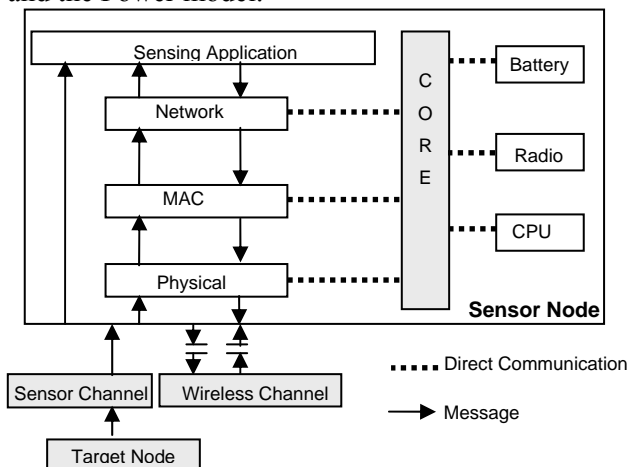 and the Power model.
Sensing Application
Network
MAC
Physical
C
O
R
E
Battery
Radio
CPU
Sensor Node
Sensor Channel
Wireless Channel
Target Node
Direct Communication
Message